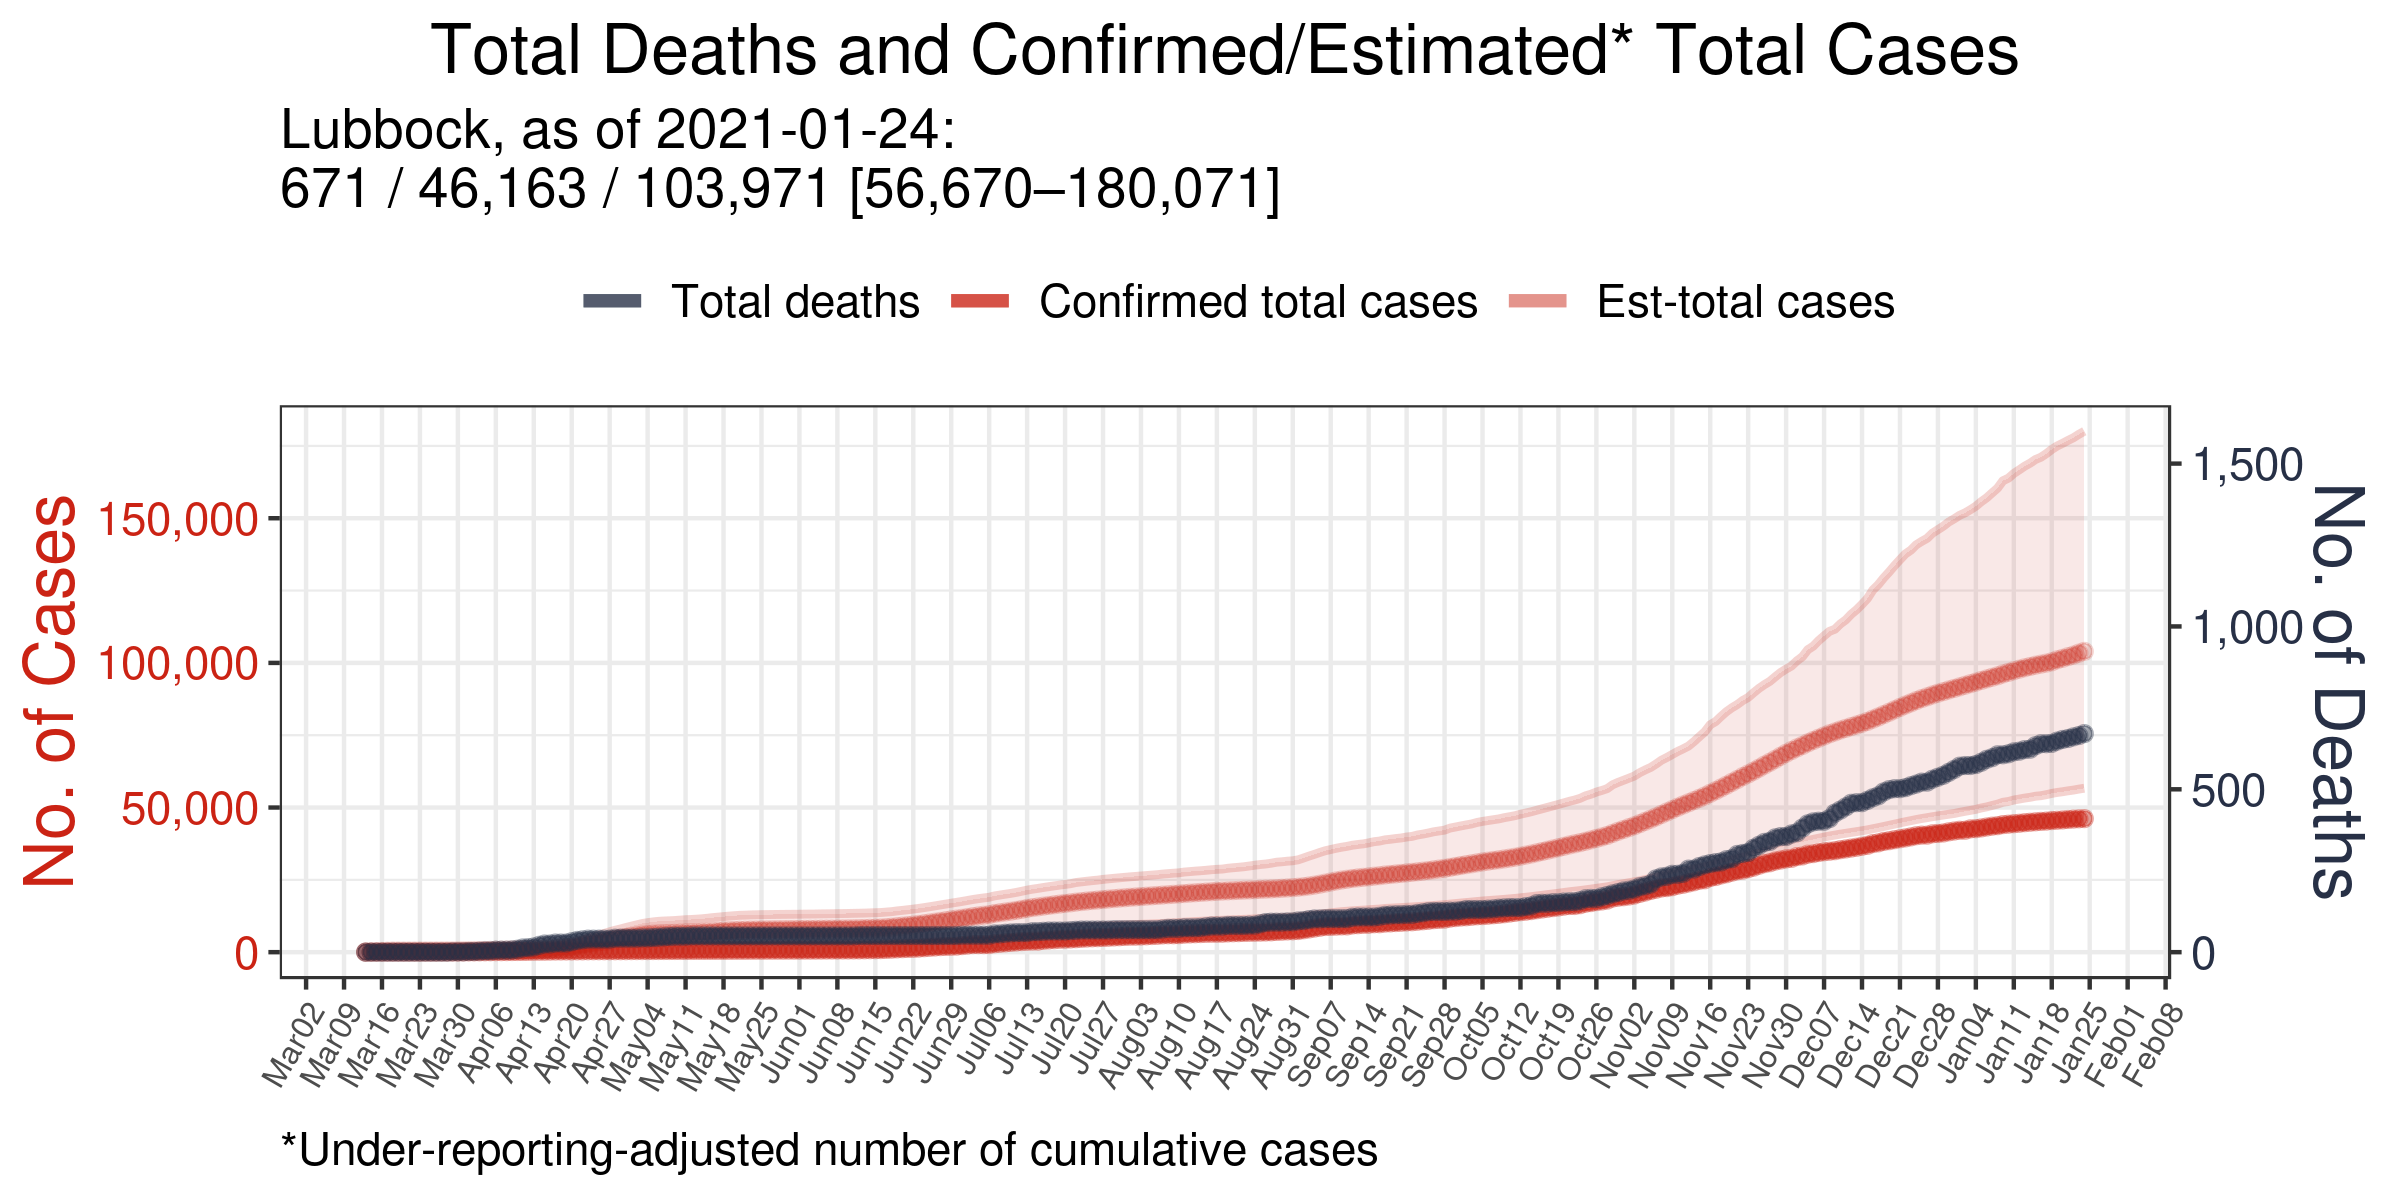 Total Deaths and Confirmed/Estimated* Total Cases
Lubbock, as of 2021-01-24:
671 / 46,163 / 103,971 [56,670–180,071]
Total deaths
Confirmed total cases
Est-total cases
No. of Cases
150,000
100,000
50,000
0
1,500
1,000
500
0
No. of Deaths
Mar02
Mar09
Mar16
Mar23
Mar30
Apr06
Apr13
Apr20
Apr27
May04
May11
May18
May25
Jun01
Jun08
Jun15
Jun22
Jun29
Jul06
Jul13
Jul20
Jul27
Aug03
Aug10
Aug17
Aug24
Aug31
Sep07
Sep14
Sep21
Sep28
Oct05
Oct12
Oct19
Oct26
Nov02
Nov09
Nov16
Nov23
Nov30
Dec07
Dec14
Dec21
Dec28
Jan04
Jan11
Jan18
Jan25
Feb01
Feb08
*Under-reporting-adjusted number of cumulative cases